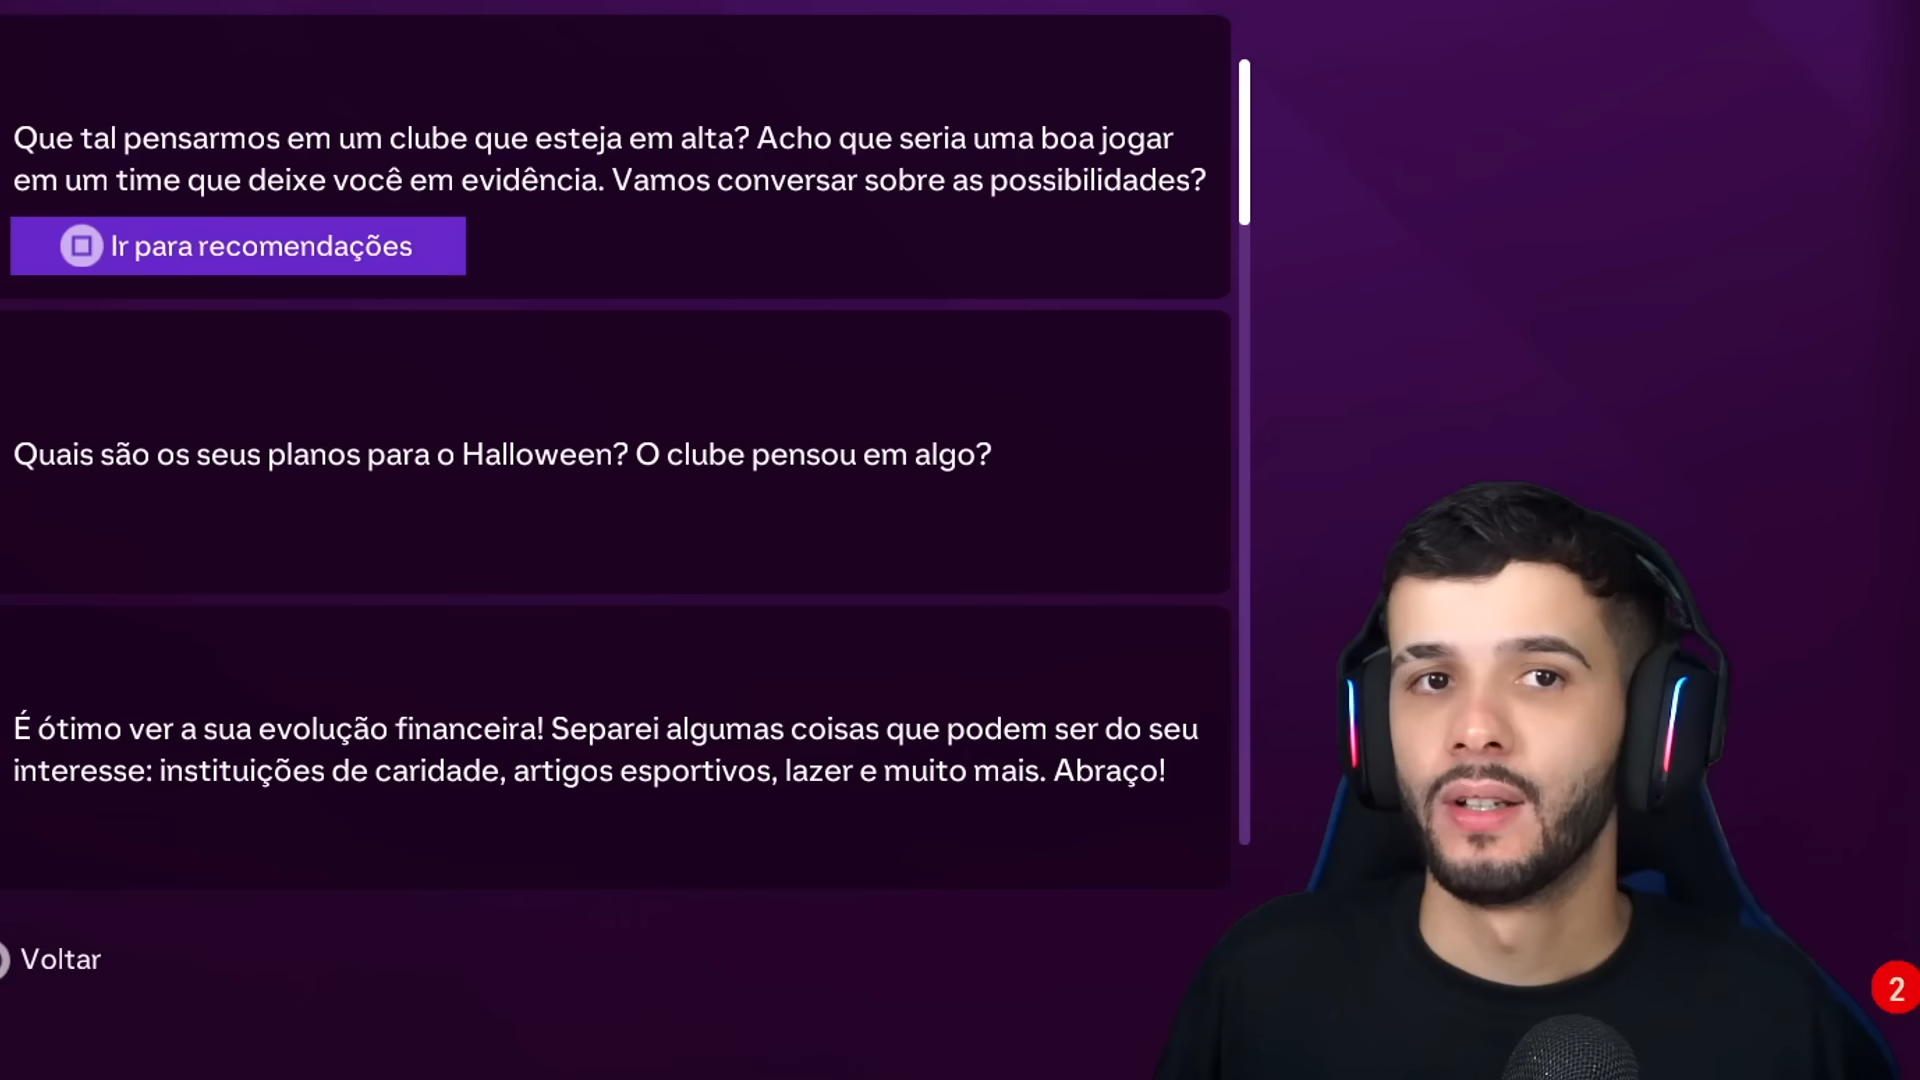 Que tal pensarmos em um clube que esteja em alta? Acho que seria uma boa jogar
em um time que deixe você em evidência. Vamos conversar sobre as possibilidades?
Ir para recomendações
Quais são os seus planos para o Halloween? O clube pensou em algo?
É ótimo ver a sua evolução financeira! Separei algumas coisas que podem ser do seu
interesse: instituições de caridade, artigos esportivos, lazer e muito mais. Abraço!
Voltar
2